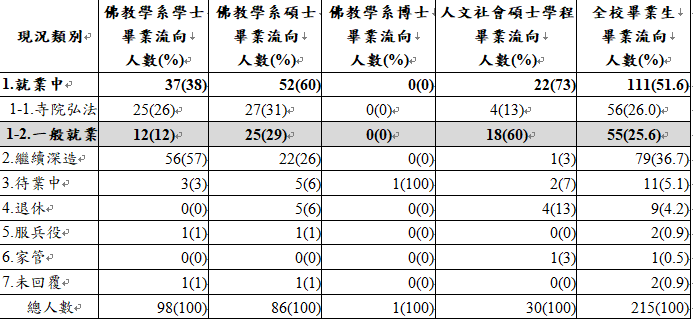 現況類別 佛教學系學士 畢業流向 人數(%) 佛教學系碩士 畢業流向 人數(%) 佛教學系博士 畢業流向 人數(%) 人文社會碩士學程 畢業流向 人數(%) 全校畢業生 畢業流向 人數(%)
1.就業中 37(38) 52(60) 0(0) 22(73) 111(51.6)
1-1.寺院弘法 25(26) 27(31) 0(0) 4(13) 56(26.0)
1-2.一般就業 12(12) 25(29) 0(0) 18(60) 55(25.6)
2.繼續深造 56(57) 22(26) 0(0) 1(3) 79(36.7)
3.待業中 3(3) 5(6) 1(100) 2(7) 11(5.1)
4.退休 0(0) 5(6) 0(0) 4(13) 9(4.2)
5.服兵役 1(1) 1(1) 0(0) 0(0) 2(0.9)
6.家管 0(0) 0(0) 0(0) 1(3) 1(0.5)
7.未回覆 1(1) 1(1) 0(0) 0(0) 2(0.9)
總人數 98(100) 86(100) 1(100) 30(100) 215(100)